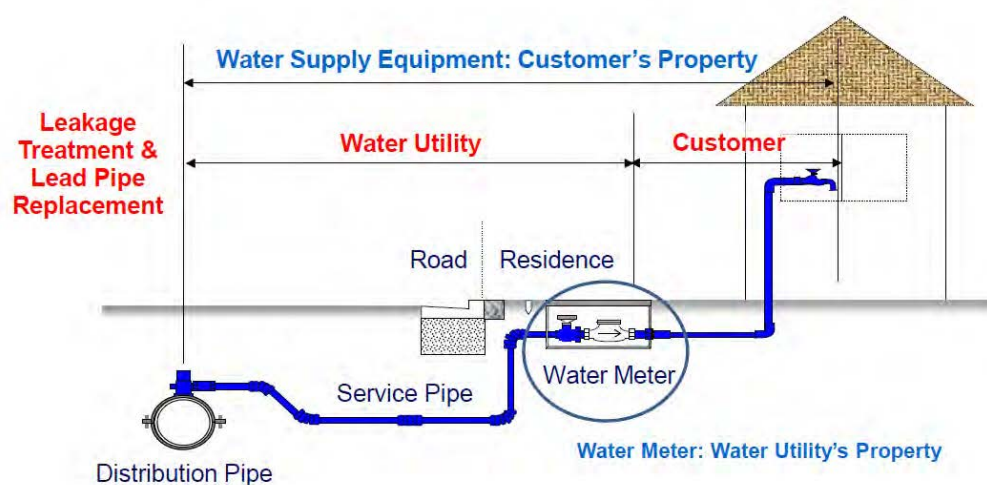 Water Supply Equipment: Customer's Property
Leakage
Treatment &
Lead Pipe
Replacement
Water Utility
Customer
Road
Residence
Service Pipe
Water Meter
Water Meter: Water Utility's Property
Distribution Pipe